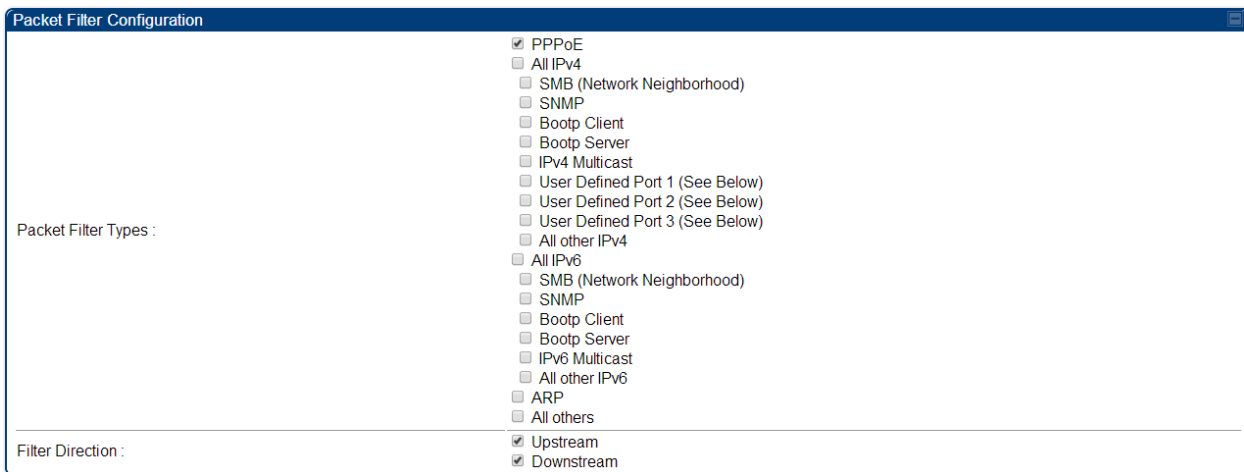 Packet Filter Configuration
PPPoE
All IPv4
SMB (Network Neighborhood)
SNMP
Bootp Client
Bootp Server
IPv4 Multicast
User Defined Port 1 (See Below)
User Defined Port 2 (See Below)
User Defined Port 3 (See Below)
Packet Filter Types :
All other IPv4
All IPv6
SMB (Network Neighborhood)
SNMP
Bootp Client
Bootp Server
IPv6 Multicast
All other IPv6
ARP
All others
Filter Direction :
Upstream
Downstream